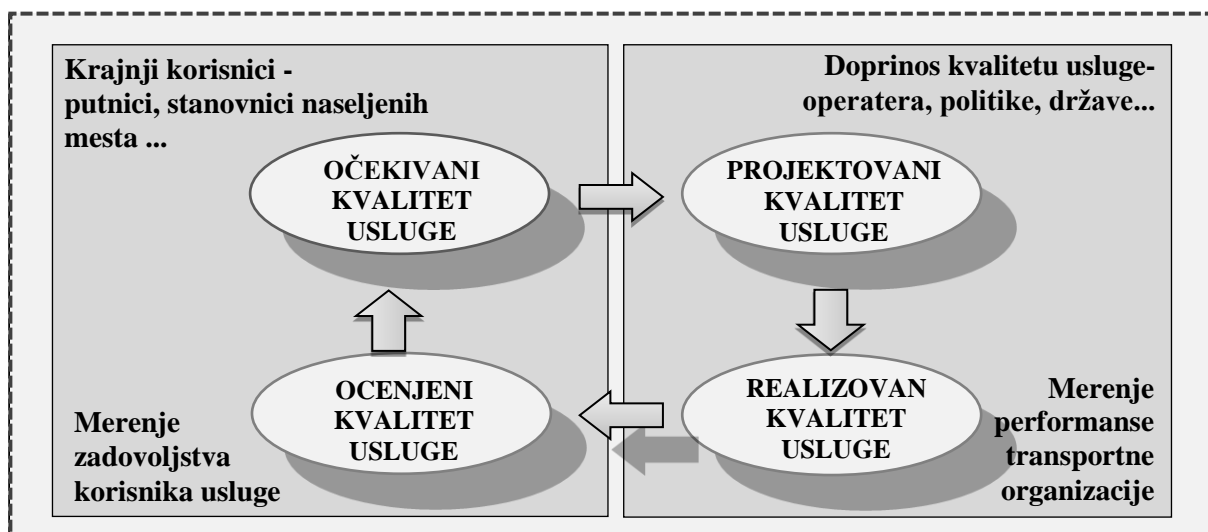 Krajnji korisnici -
putnici, stanovnici naseljenih
mesta ...
OČEKIVANI
KVALITET
USLUGE
Doprinos kvalitetu usluge-
operatera, politike, države...
PROJEKTOVANI
KVALITET
USLUGE
OCENJENI
KVALITET
USLUGE
Merenje
zadovoljstva
korisnika usluge
REALIZOVAN
KVALITET
USLUGE
Merenje
performanse
transportne
organizacije